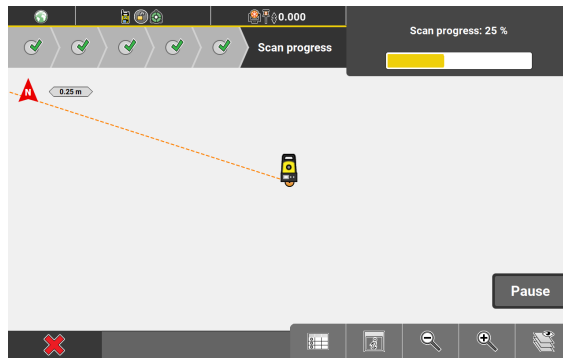 0.000
Scan progress: 25 %
Scan progress
N
0.25 m
Pause